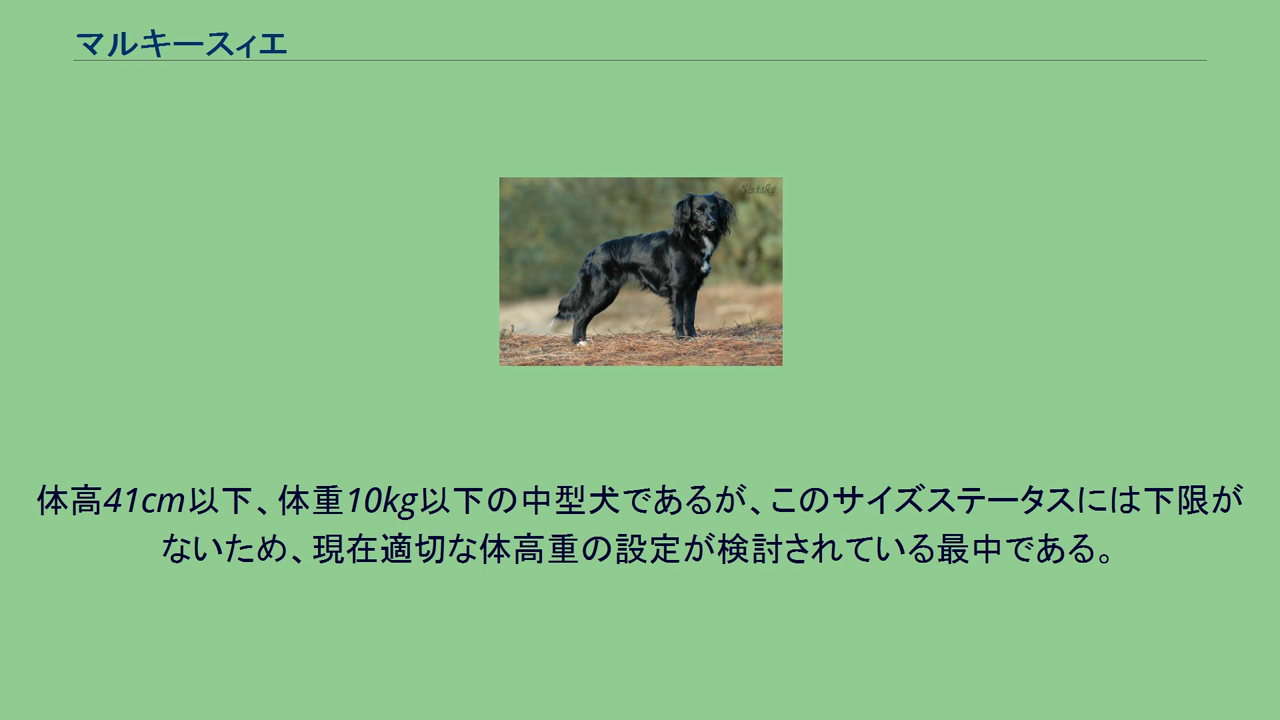 マルキースィエ
体高41cm以下、体重10kg以下の中型犬であるが、このサイズステータスには下限が
ないため、現在適切な体高重の設定が検討されている最中である。